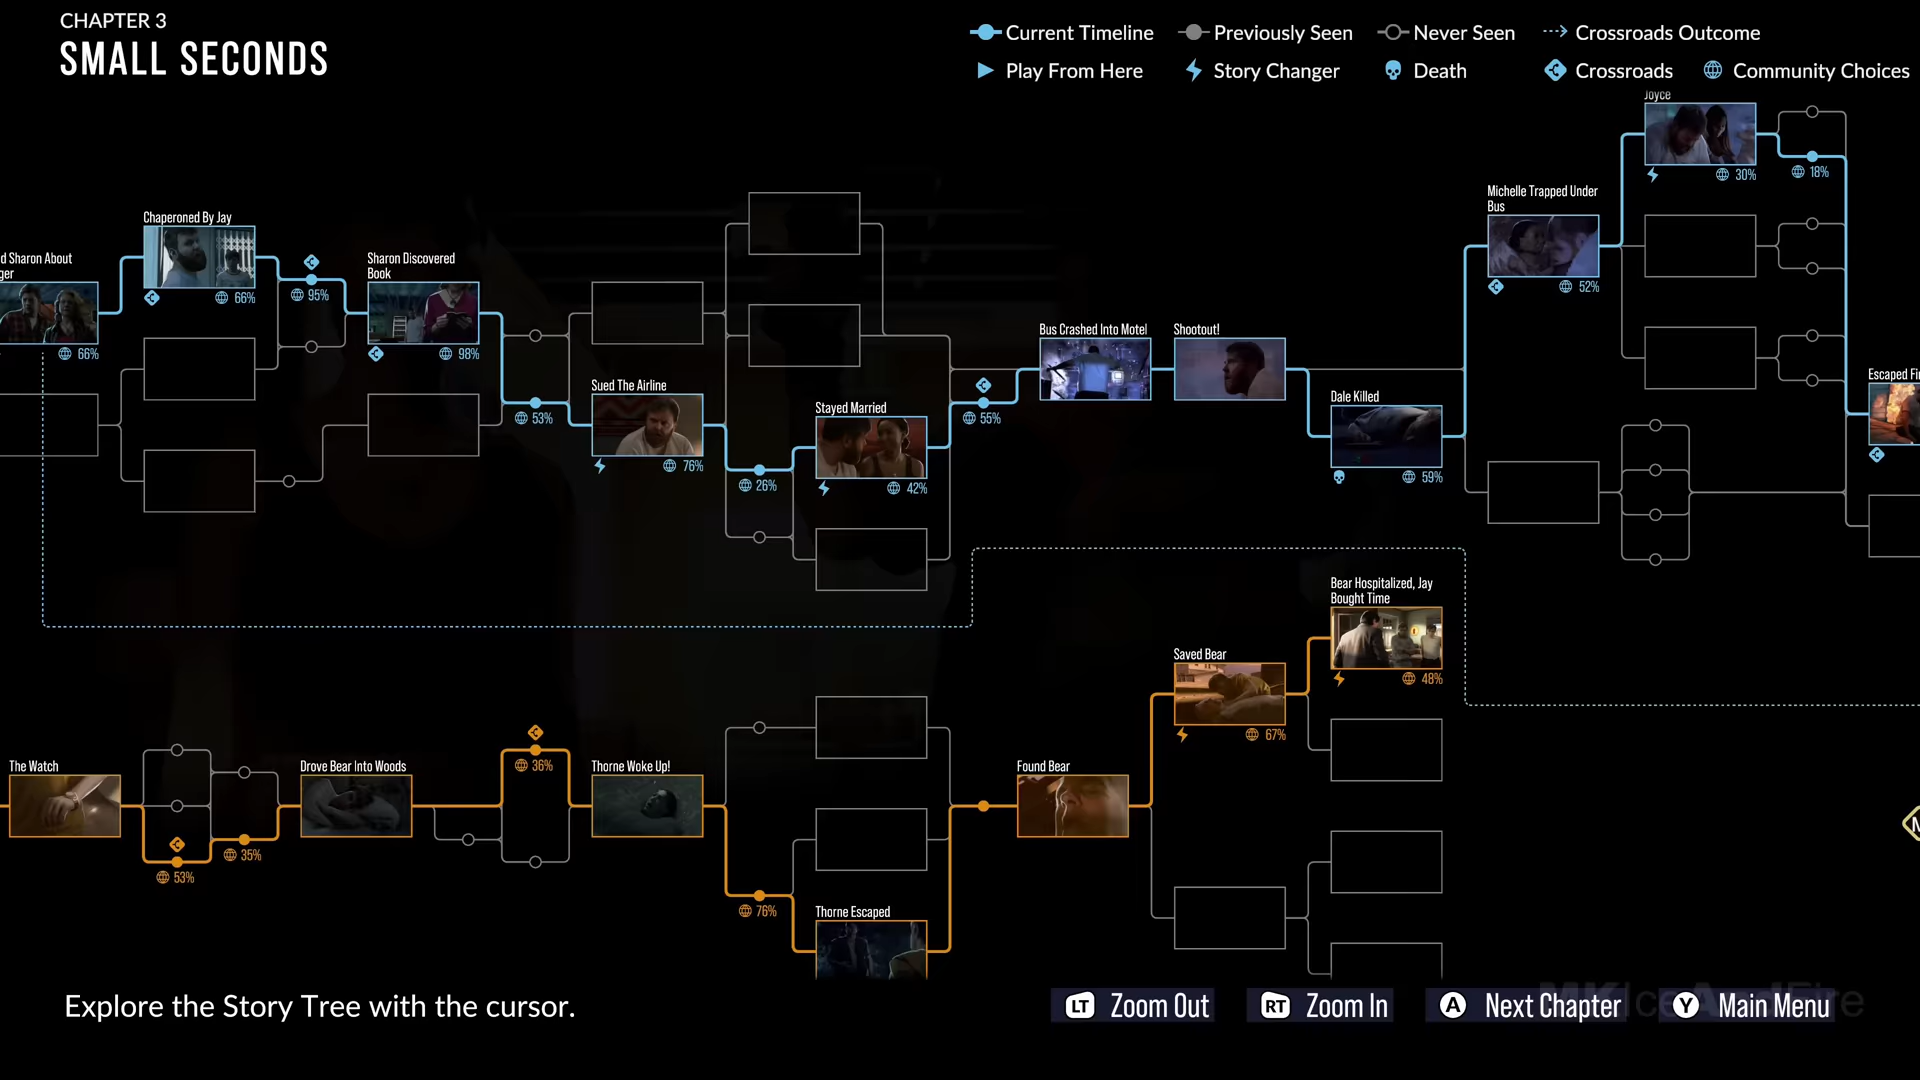 CHAPTER 3
SMALL SECONDS
Current Timeline
Previously Seen
Never Seen
Crossroads Outcome
Play From Here
Story Changer
Death
Crossroads
Community Choices
Joyce
30%
18%
Michelle Trapped Under
Bus
52%
Chaperoned By Jay
66%
95%
d Sharon About
ger
66%
Sharon Discovered
Book
98%
53%
Sued The Airline
76%
26%
Stayed Married
42%
55%
Bus Crashed Into Motel
Shootout!
Dale Killed
59%
Escaped Fi
Bear Hospitalized, Jay
Bought Time
48%
Saved Bear
67%
The Watch
53%
35%
Drove Bear Into Woods
36%
Thorne Woke Up!
76%
Thorne Escaped
Found Bear
M
Explore the Story Tree with the cursor.
LT Zoom Out
RT Zoom In
A Next Chapter
Y Main Menu
MKIceAndFire